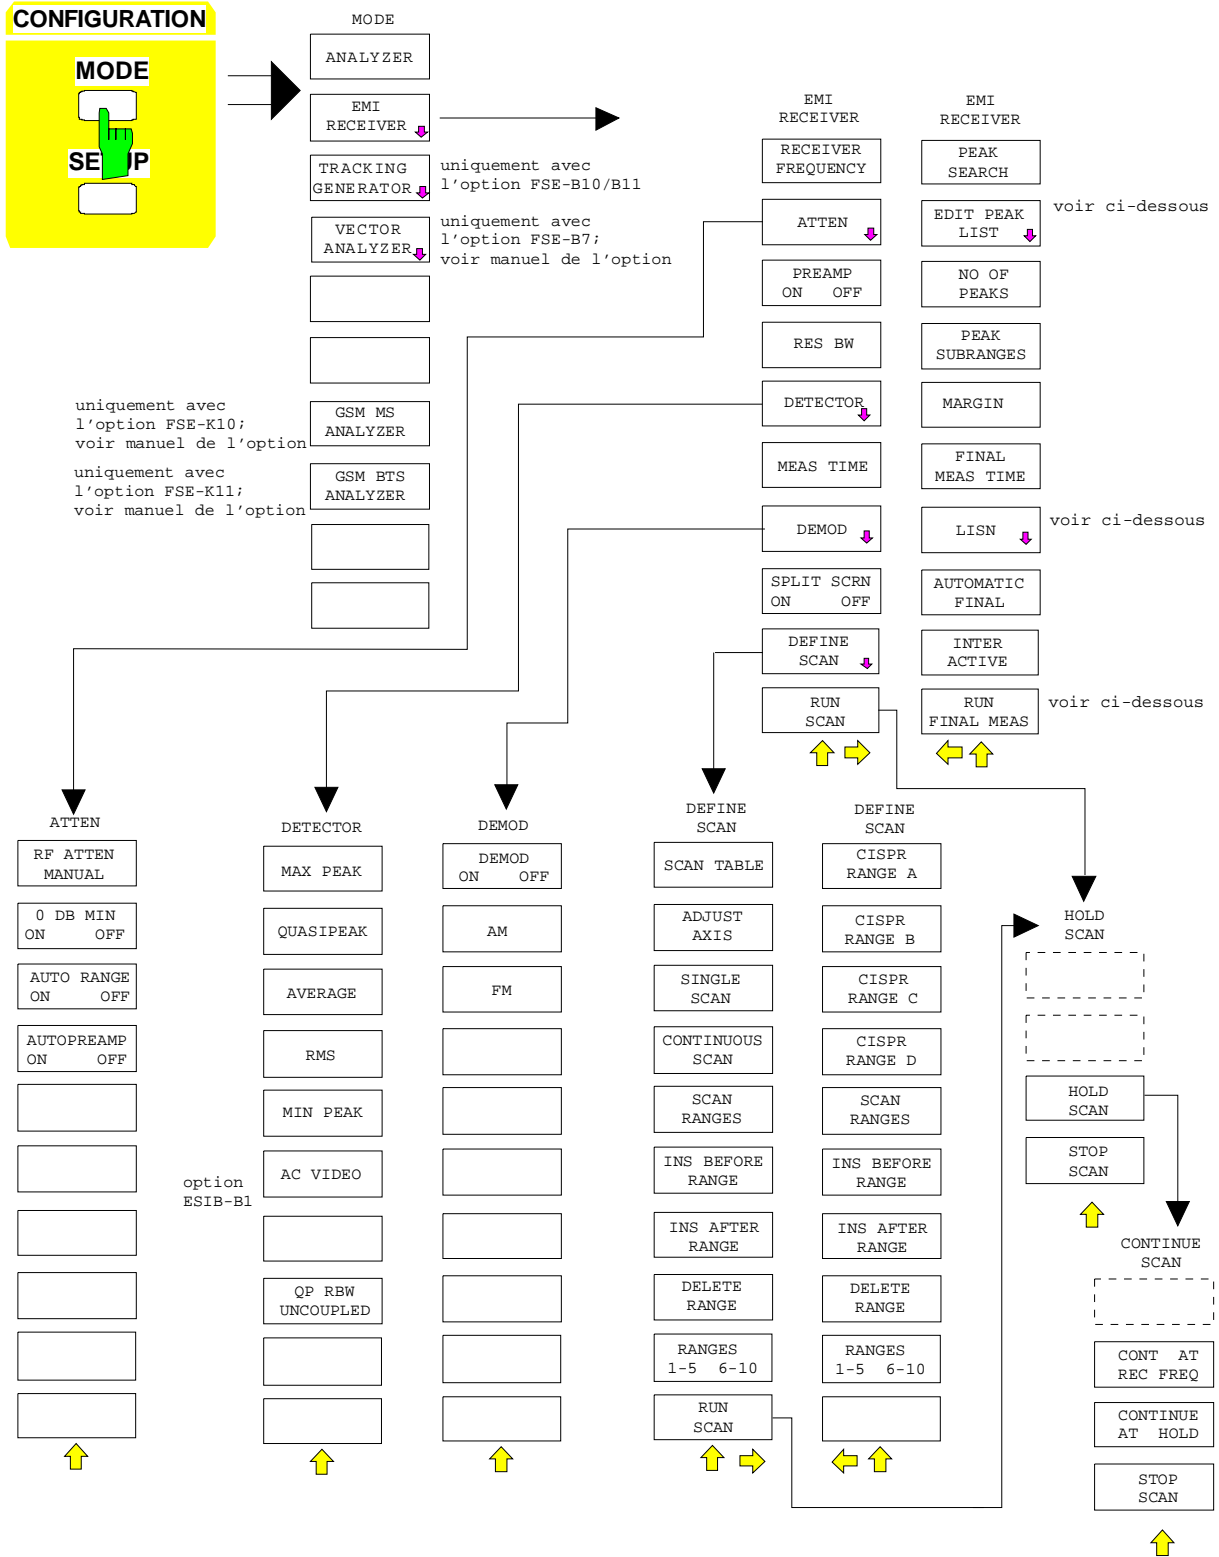 CONFIGURATION
MODE
SETUP
MODE
ANALYZER
EMI
RECEIVER
TRACKING
GENERATOR
uniquement avec
l'option FSE-B10/B11
VECTOR
ANALYZER
uniquement avec
l'option FSE-B7;
voir manuel de l'option
uniquement avec
l'option FSE-K10;
voir manuel de l'option
GSM MS
ANALYZER
uniquement avec
l'option FSE-K11;
voir manuel de l'option
GSM BTS
ANALYZER
EMI
RECEIVER
RECEIVER
FREQUENCY
ATTEN
PREAMP
ON OFF
RES BW
DETECTOR
MEAS TIME
DEMOD
SPLIT SCRN
ON OFF
DEFINE
SCAN
RUN
SCAN
EMI
RECEIVER
PEAK
SEARCH
EDIT PEAK
LIST
voir ci-dessous
NO OF
PEAKS
PEAK
SUBRANGES
MARGIN
FINAL
MEAS TIME
LISN
voir ci-dessous
AUTOMATIC
FINAL
INTER
ACTIVE
RUN
FINAL MEAS
voir ci-dessous
ATTEN
RF ATTEN
MANUAL
0 DB MIN
ON OFF
AUTO RANGE
ON OFF
AUTOPREAMP
ON OFF
DETECTOR
MAX PEAK
QUASIPEAK
AVERAGE
RMS
MIN PEAK
AC VIDEO
option
ESIB-B1
QP RBW
UNCOUPLED
DEMOD
DEMOD
ON OFF
AM
FM
DEFINE
SCAN
SCAN TABLE
ADJUST
AXIS
SINGLE
SCAN
CONTINUOUS
SCAN
SCAN
RANGES
INS BEFORE
RANGE
INS AFTER
RANGE
DELETE
RANGE
RANGES
1-5 6-10
RUN
SCAN
DEFINE
SCAN
CISPR
RANGE A
CISPR
RANGE B
CISPR
RANGE C
CISPR
RANGE D
SCAN
RANGES
INS BEFORE
RANGE
INS AFTER
RANGE
DELETE
RANGE
RANGES
1-5 6-10
HOLD
SCAN
HOLD
SCAN
STOP
SCAN
CONTINUE
SCAN
CONT AT
REC FREQ
CONTINUE
AT HOLD
STOP
SCAN